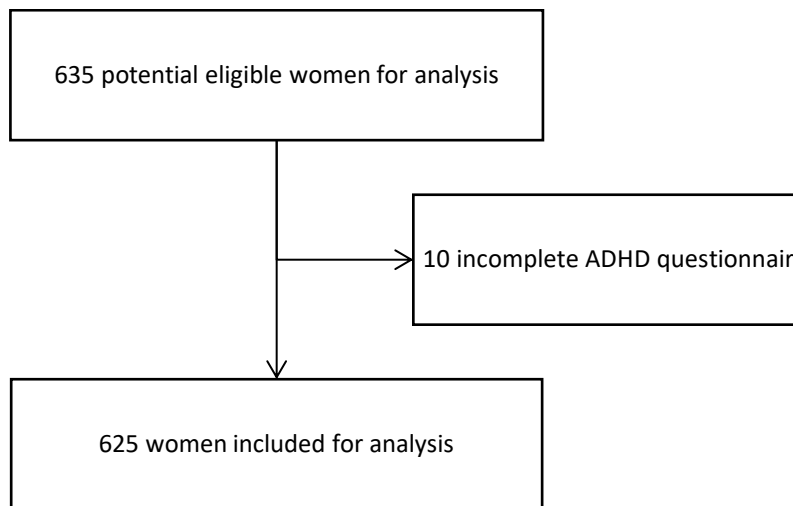 635 potential eligible women for analysis
10 incomplete ADHD questionnair
625 women included for analysis